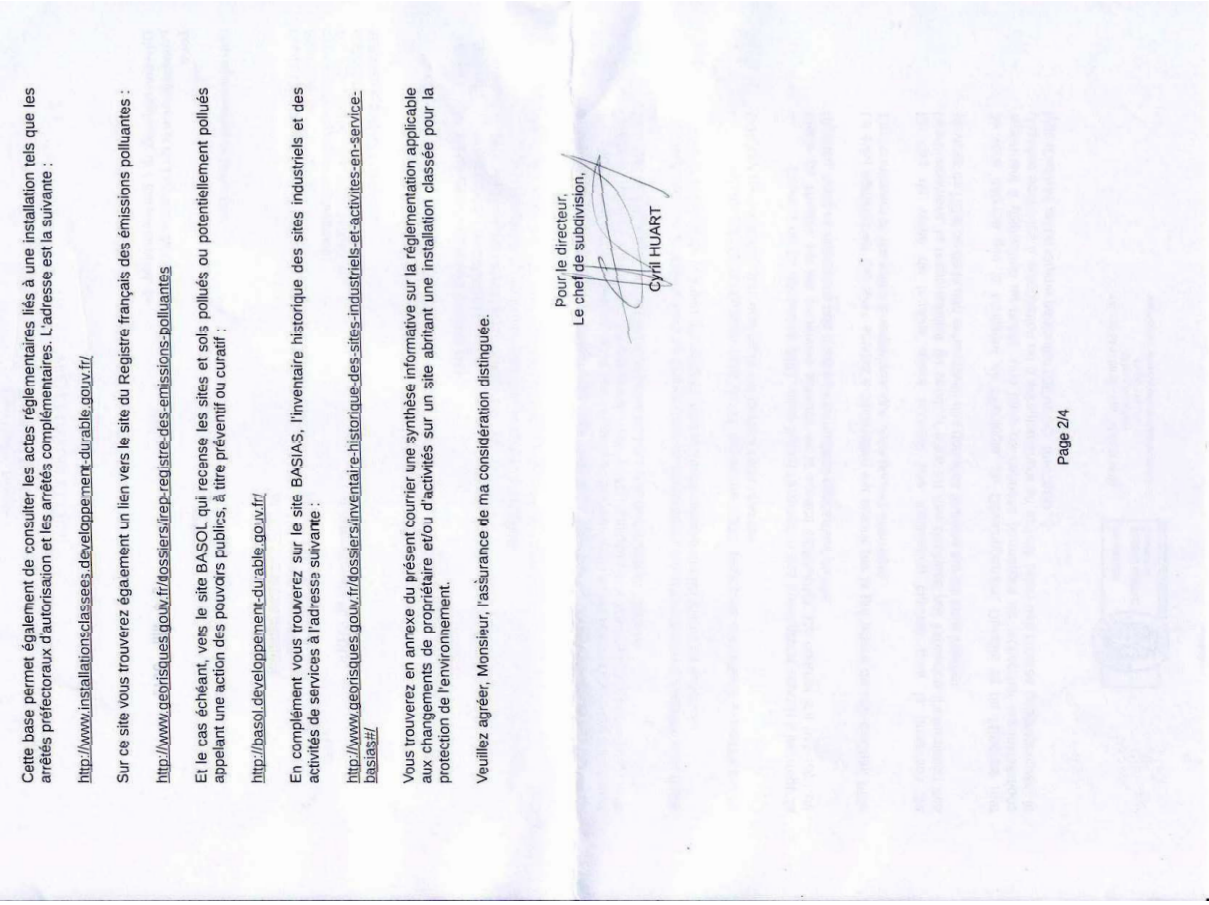 Cette base permet également de consulter les actes réglementaires liés à une installation tels que les
arrêtés préfectoraux d'autorisation et les arrêtés complémentaires. L'adresse est la suivante :
http://www.installationsclassees.developpement-durable.gouv.fr/
Sur ce site vous trouverez également un lien vers le site du Registre français des émissions polluantes :
http://www.georisques.gouv.fr/dossiers/irep-registre-des-emissions-polluantes
Et le cas échéant, vers le site BASOL qui recense les sites et sols pollués ou potentiellement pollués
appelant une action des pouvoirs publics, à titre préventif ou curatif :
http://basol.developpement-durable.gouv.fr/
En complément vous trouverez sur le site BASIAS, l'Inventaire historique des sites industriels et des
activités de services à l'adresse suivante :
http://www.georisques.gouv.fr/dossiers/inventaire-historique-des-sites-industriels-et-activites-en-service-
basias#/
Vous trouverez en annexe du présent courrier une synthèse informative sur la réglementation applicable
aux changements de propriétaire et/ou d'activités sur un site abritant une installation classée pour la
protection de l'environnement.
Veuillez agréer, Monsieur, l'assurance de ma considération distinguée.
Pour le directeur,
Le chef de subdivision,
Cyril HUART
Page 2/4